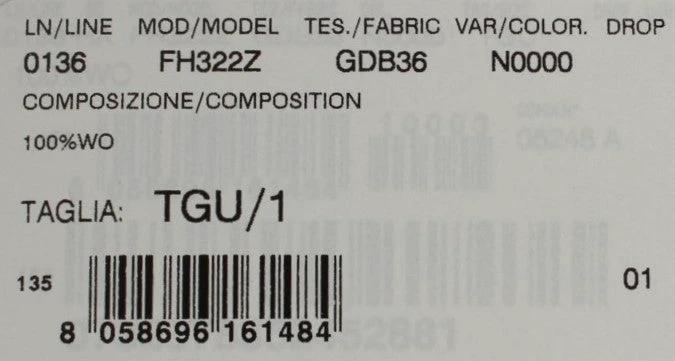 LN/LINE MOD/MODEL TES./FABRIC VAR/COLOR. DROP
0136 FH322Z GDB36 N0000
COMPOSIZIONE/COMPOSITION
100%WO
TAGLIA: TGU/1
135 01
8 058696 161484